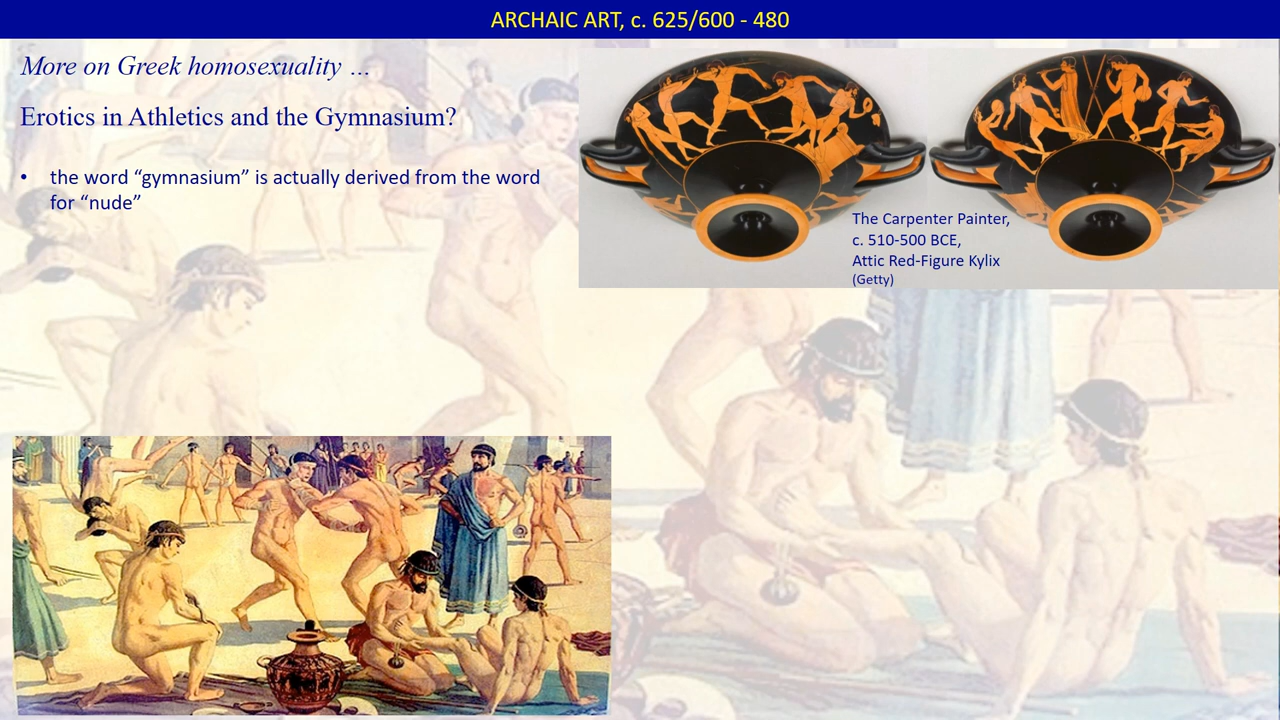 ARCHAIC ART, c. 625/600 - 480
More on Greek homosexuality …
Erotics in Athletics and the Gymnasium?
• the word “gymnasium” is actually derived from the word
for “nude”
The Carpenter Painter,
c. 510-500 BCE,
Attic Red-Figure Kylix
(Getty)